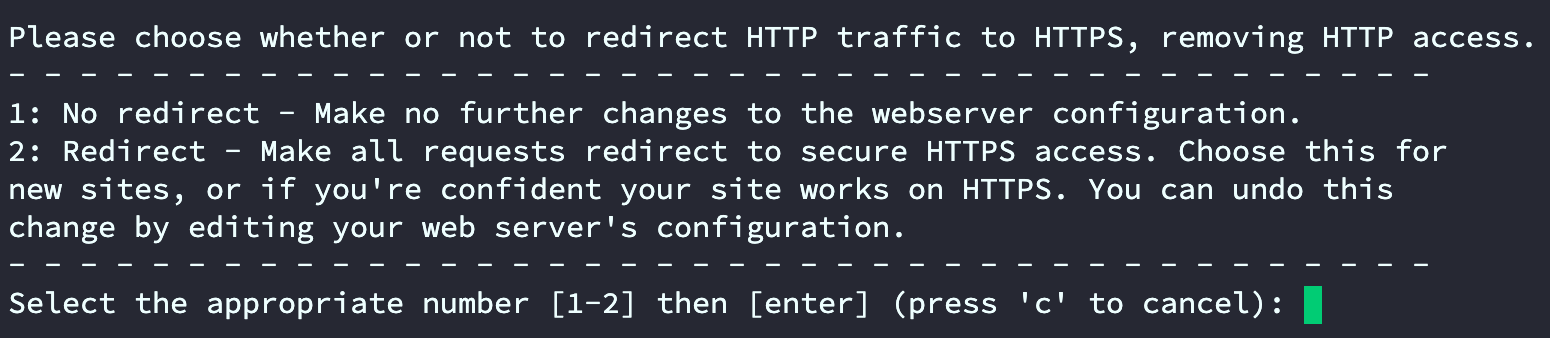 Please choose whether or not to redirect HTTP traffic to HTTPS, removing HTTP access.
- - - - - - - - - - - - - - - - - - - - - - - - - - - - - - - - - - - - - - - -
1: No redirect - Make no further changes to the webserver configuration.
2: Redirect - Make all requests redirect to secure HTTPS access. Choose this for
new sites, or if you're confident your site works on HTTPS. You can undo this
change by editing your web server's configuration.
- - - - - - - - - - - - - - - - - - - - - - - - - - - - - - - - - - - - - - - -
Select the appropriate number [1-2] then [enter] (press 'c' to cancel):